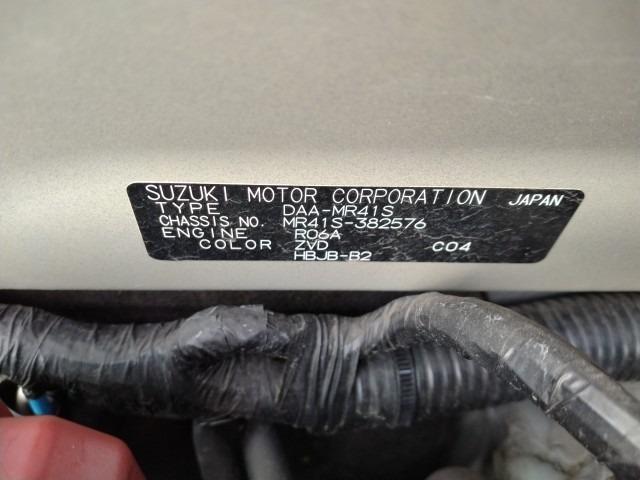 SUZUKI MOTOR CORPORATION JAPAN
TYPE DAA-MR41S
CHASSIS NO. MR41S-382576
ENGINE R06A
COLOR ZVD C04
HBJB-B2